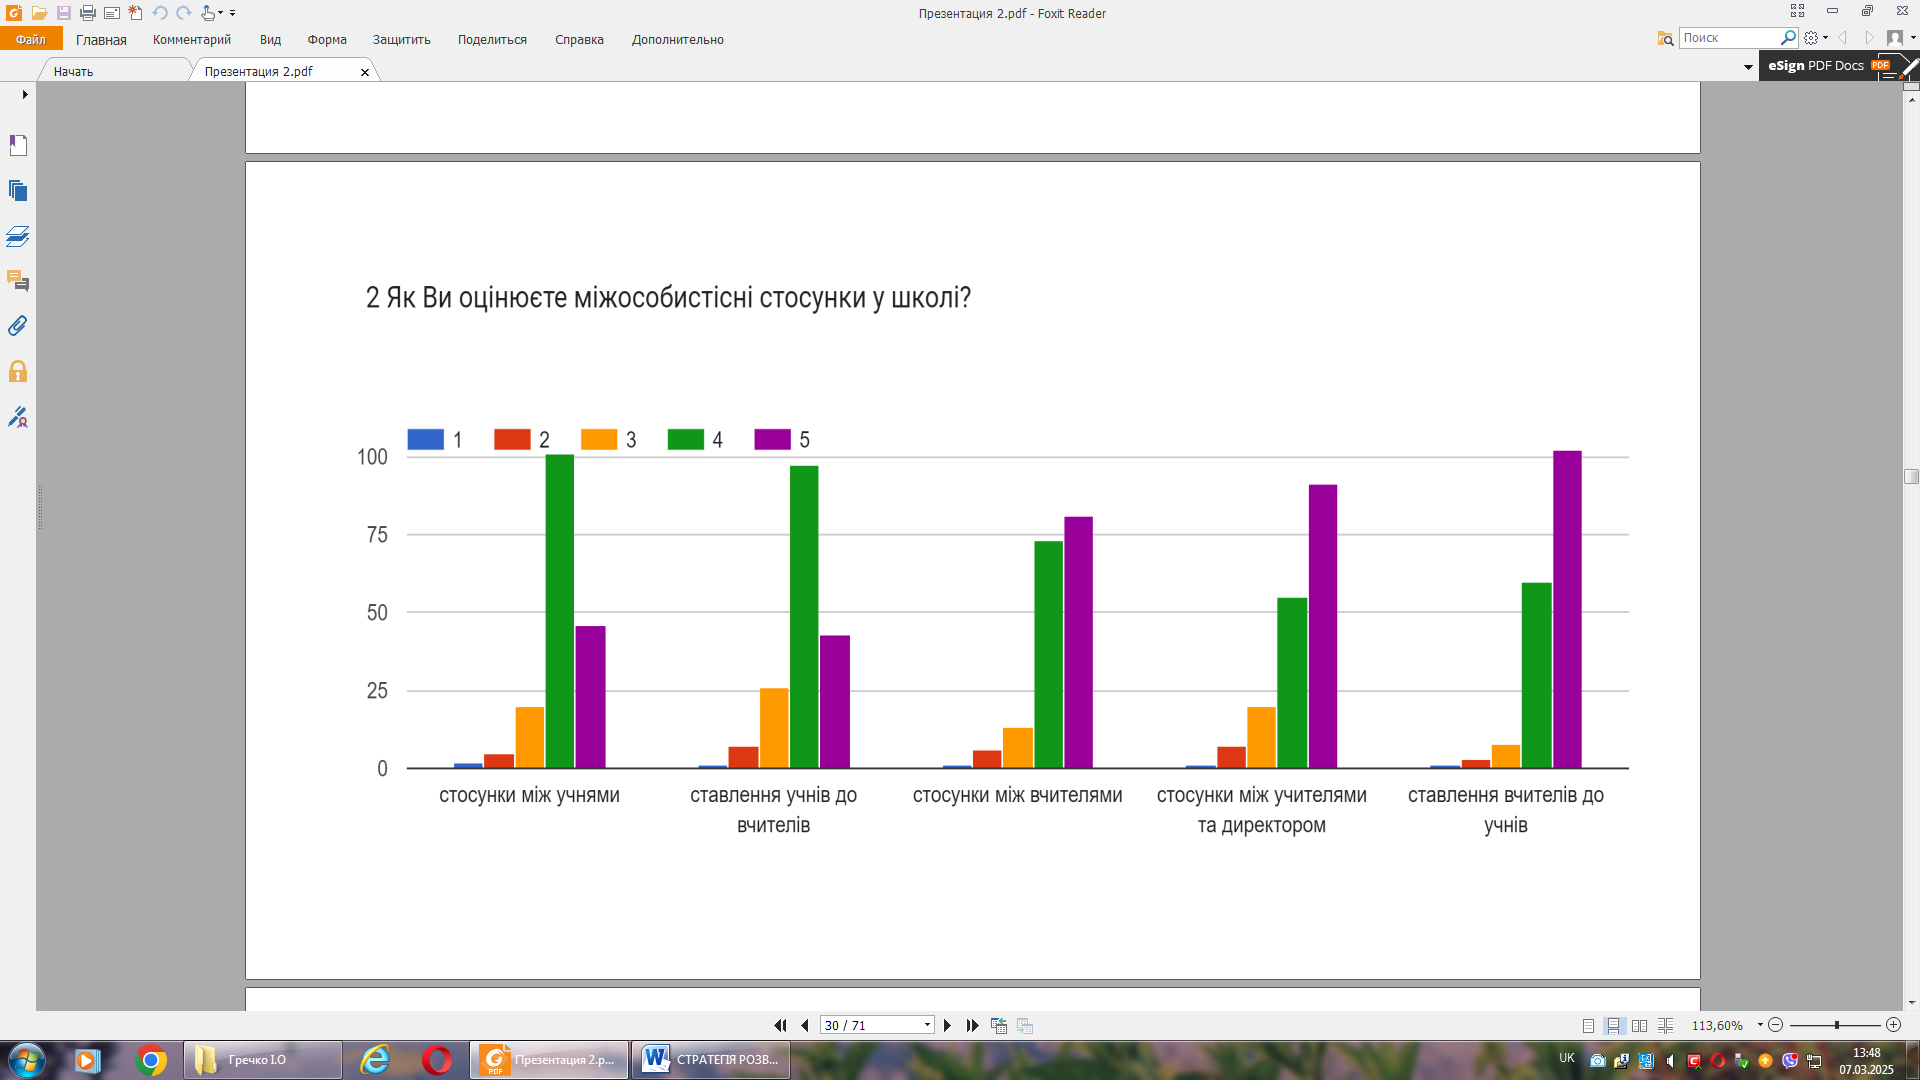 Презентация 2.pdf - Foxit Reader
Файл Главная Комментарий Вид Форма Защитить Поделиться Справка Дополнительно
Поиск
Начать Презентация 2.pdf
eSign PDF Docs PDF
2 Як Ви оцінюєте міжособистісні стосунки у школі?
1 2 3 4 5
100
75
50
25
0
стосунки між учнями
ставлення учнів до
вчителів
стосунки між вчителями
стосунки між учителями
та директором
ставлення вчителів до
учнів
30 / 71
113,60%
Гречко І.О
Презентация 2.p...
СТРАТЕГІЯ РОЗВ...
UK
13:48
07.03.2025